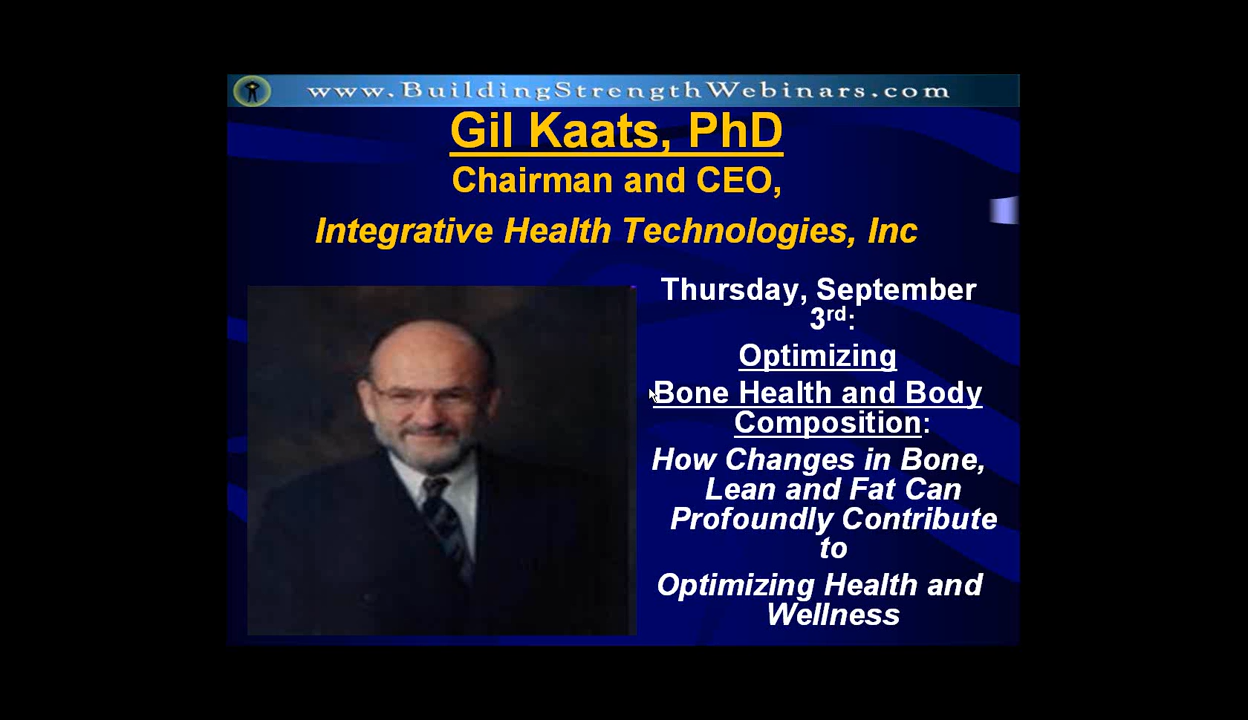 www.BuildingStrengthWebinars.com
Gil Kaats, PhD
Chairman and CEO,
Integrative Health Technologies, Inc
Thursday, September
3rd:
Optimizing
Bone Health and Body
Composition:
How Changes in Bone,
Lean and Fat Can
Profoundly Contribute
to
Optimizing Health and
Wellness